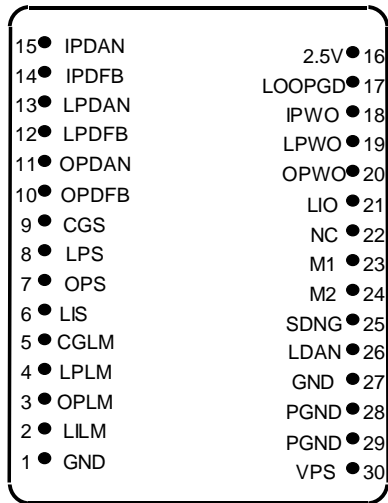 15 IPDAN
14 IPDFB
13 LPDAN
12 LPDFB
11 OPDAN
10 OPDFB
9 CGS
8 LPS
7 OPS
6 LIS
5 CGLM
4 LPLM
3 OPLM
2 LILM
1 GND
2.5V 16
LOOPGD 17
IPWO 18
LPWO 19
OPWO 20
LIO 21
NC 22
M1 23
M2 24
SDNG 25
LDAN 26
GND 27
PGND 28
PGND 29
VPS 30